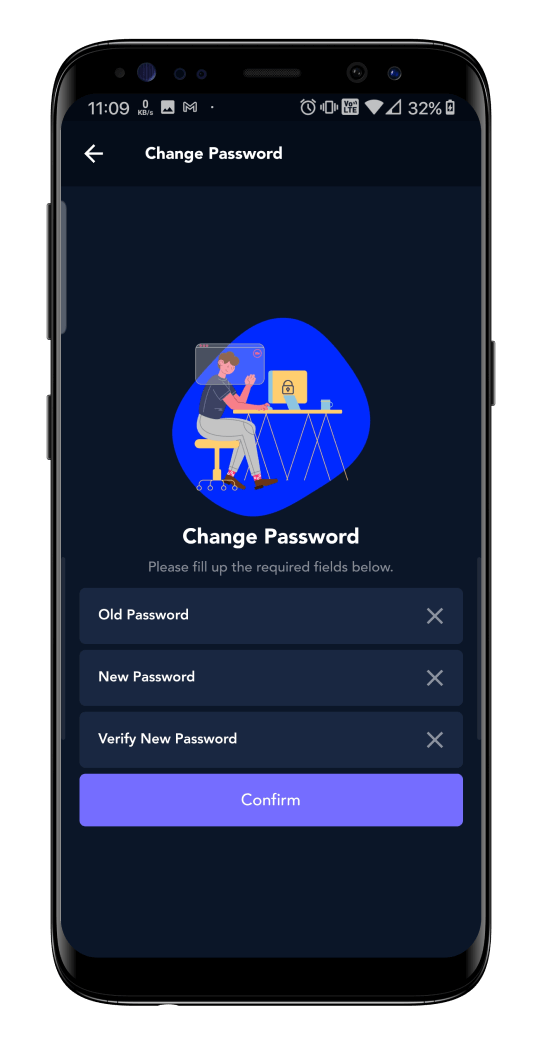 11:09
0
KB/s
VoII
LTE
32%
Change Password
Change Password
Please fill up the required fields below.
Old Password
New Password
Verify New Password
Confirm